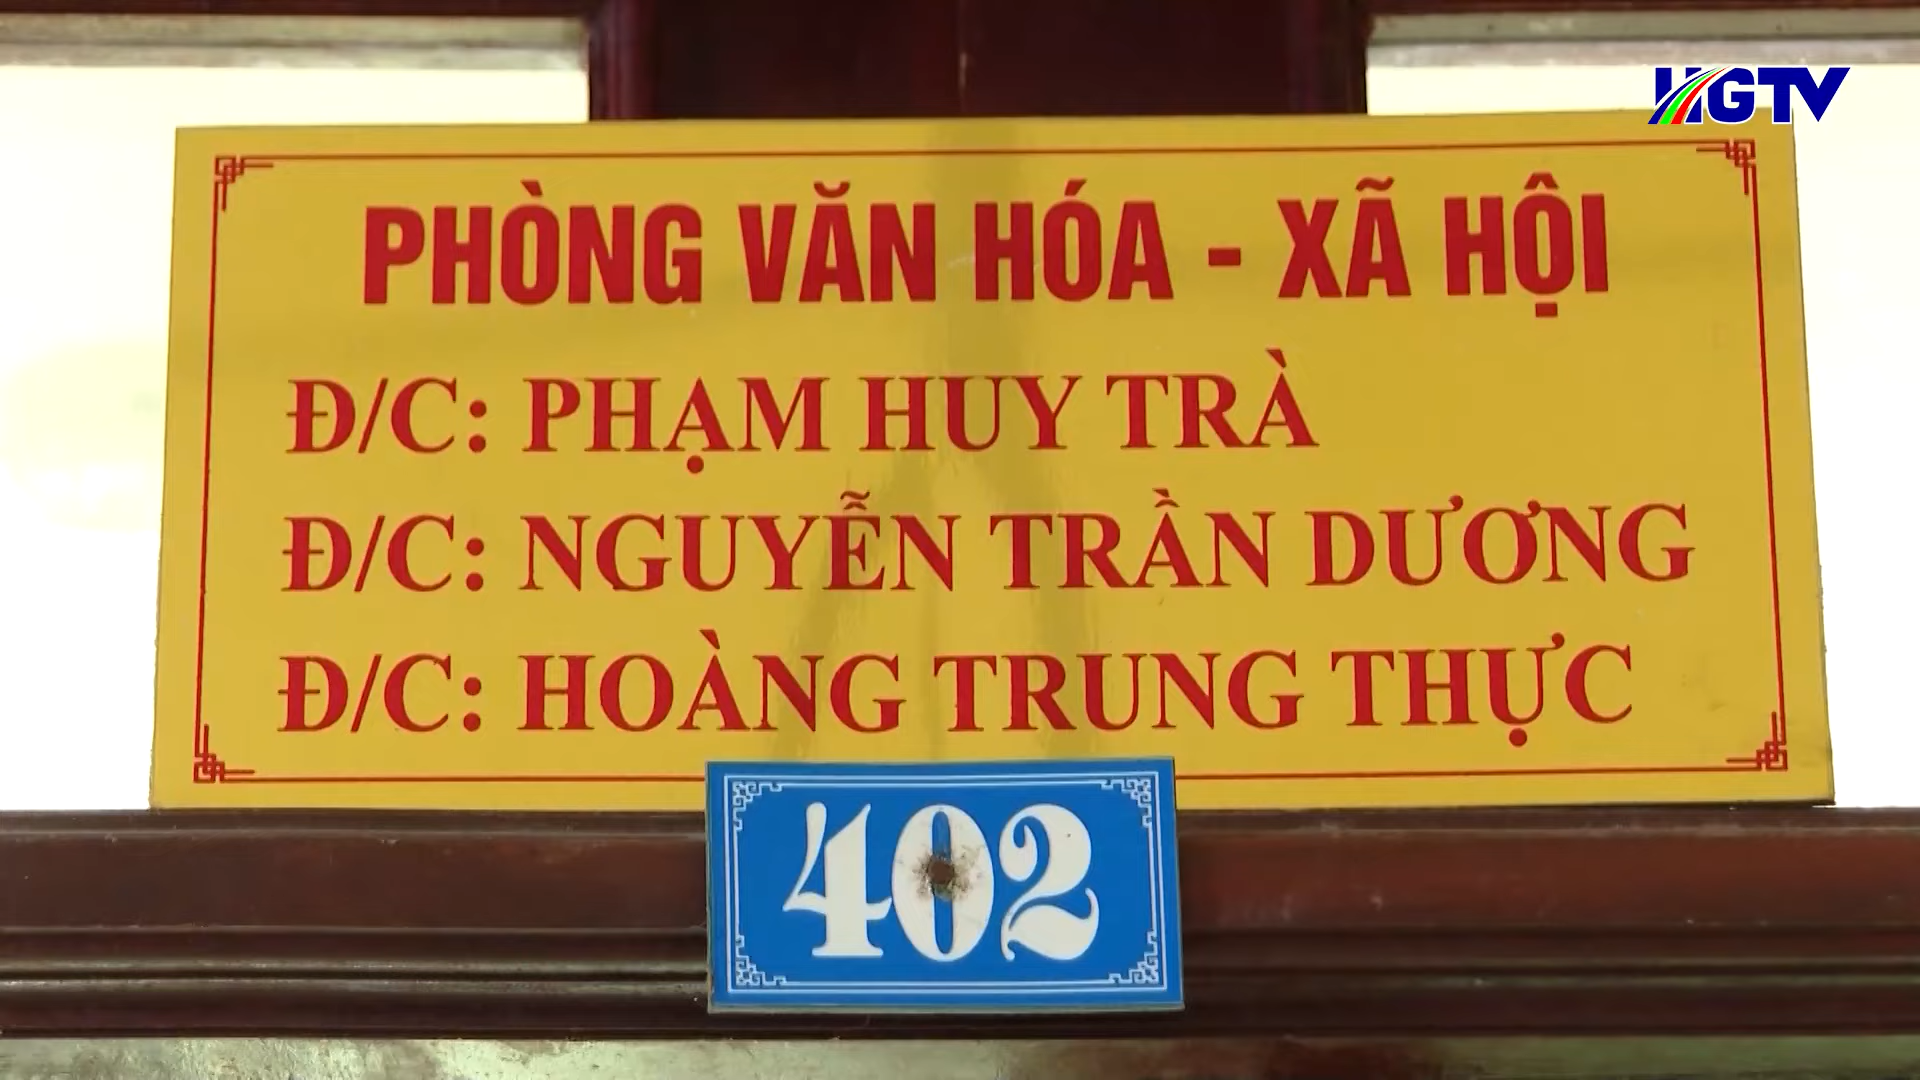 HGTV
PHÒNG VĂN HÓA - XÃ HỘI
Đ/C: PHẠM HUY TRÀ
Đ/C: NGUYỄN TRẦN DƯƠNG
Đ/C: HOÀNG TRUNG THỰC
402